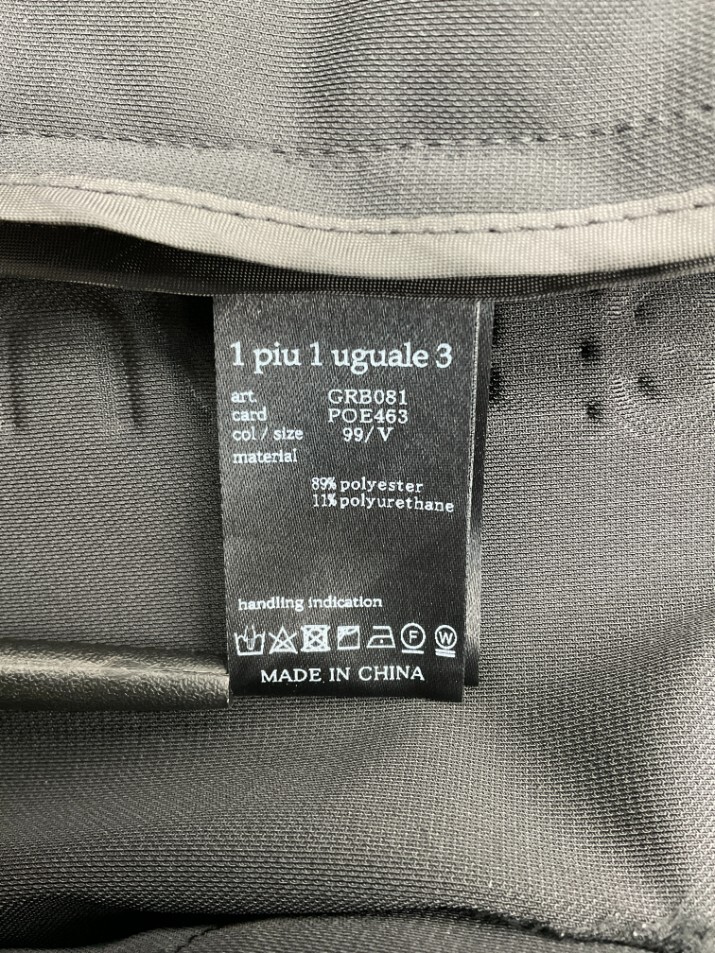 1 piu 1 uguale 3
art. GRB081
card POE463
col / size 99/V
material
89% polyester
11% polyurethane
handling indication
F W
MADE IN CHINA